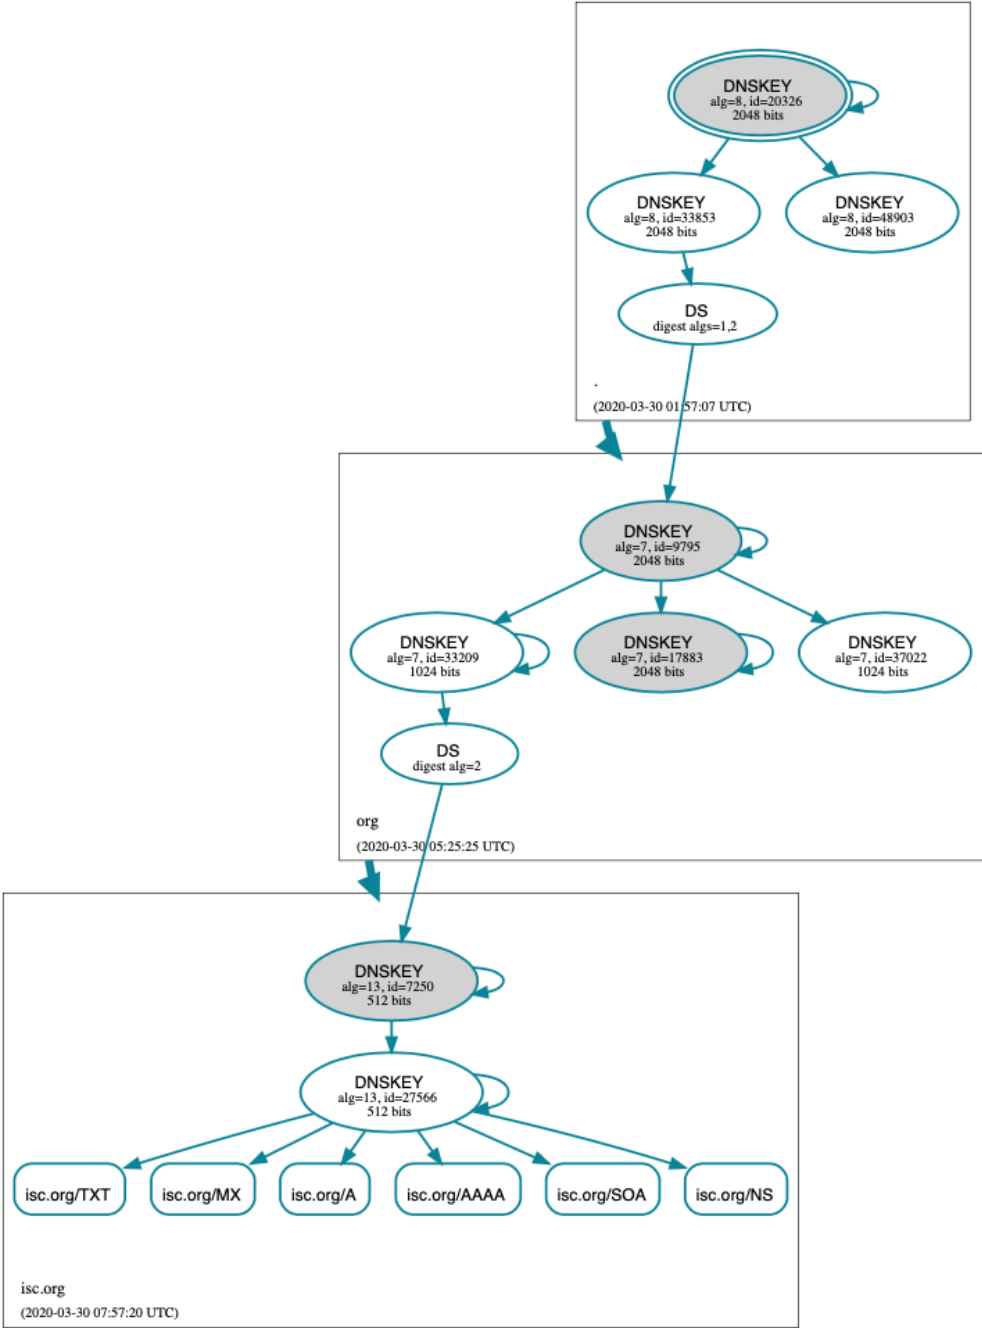 DNSKEY
alg=8, id=20326
2048 bits
DNSKEY
alg=8, id=33853
2048 bits
DNSKEY
alg=8, id=48903
2048 bits
DS
digest algs=1,2
.
(2020-03-30 01:57:07 UTC)
DNSKEY
alg=7, id=9795
2048 bits
DNSKEY
alg=7, id=33209
1024 bits
DNSKEY
alg=7, id=17883
2048 bits
DNSKEY
alg=7, id=37022
1024 bits
DS
digest alg=2
org
(2020-03-30 05:25:25 UTC)
DNSKEY
alg=13, id=7250
512 bits
DNSKEY
alg=13, id=27566
512 bits
isc.org/TXT
isc.org/MX
isc.org/A
isc.org/AAAA
isc.org/SOA
isc.org/NS
isc.org
(2020-03-30 07:57:20 UTC)